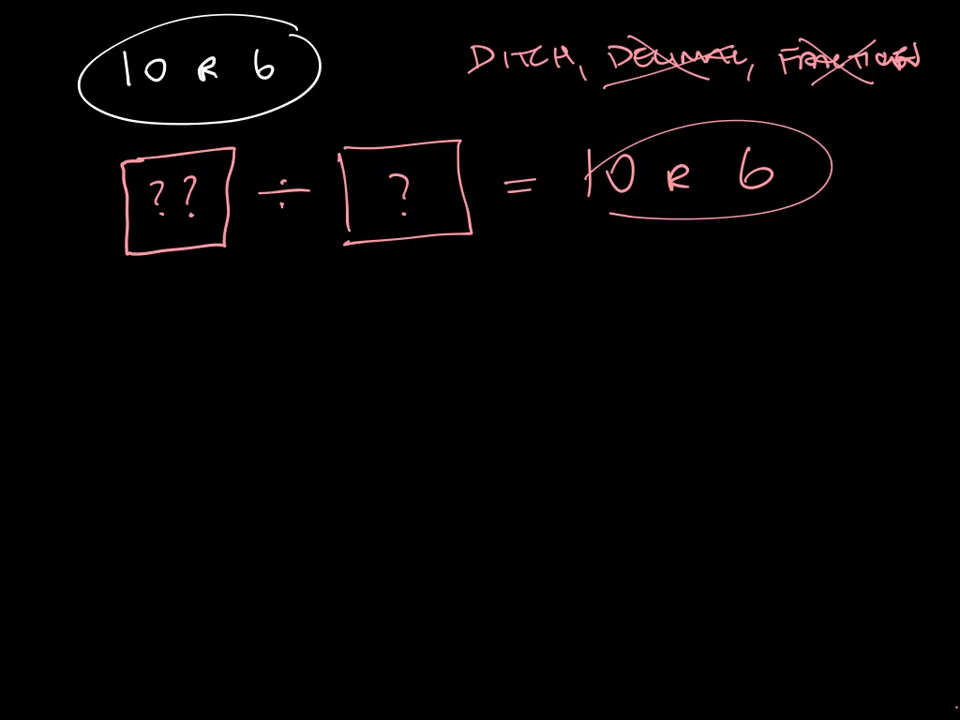 10 R 6
DITCH, DECIMAL, FRACTION
?? ÷ ? = 10 R 6